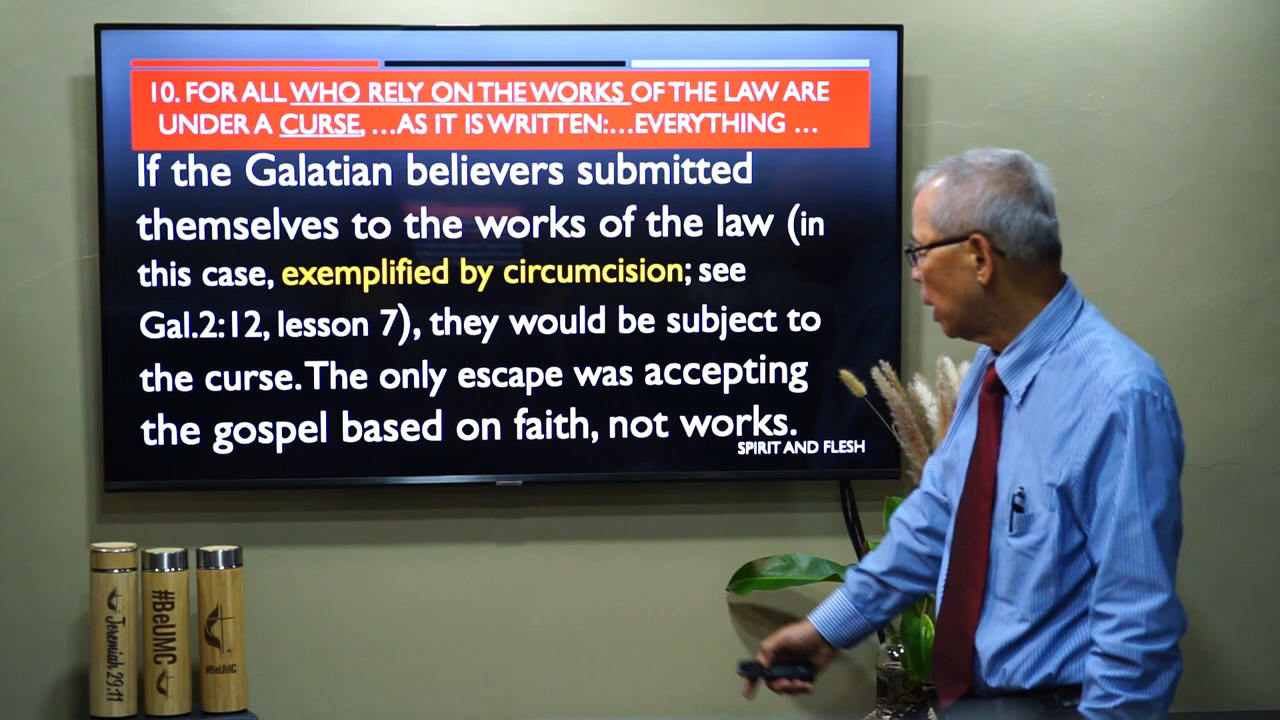 10. FOR ALL WHO RELY ON THE WORKS OF THE LAW ARE
UNDER A CURSE, ...AS IT IS WRITTEN:...EVERYTHING ...
If the Galatian believers submitted
themselves to the works of the law (in
this case, exemplified by circumcision; see
Gal.2:12, lesson 7), they would be subject to
the curse. The only escape was accepting
the gospel based on faith, not works.
SPIRIT AND FLESH
Jeremiah 29:11
#BeUMC
#BeUMC